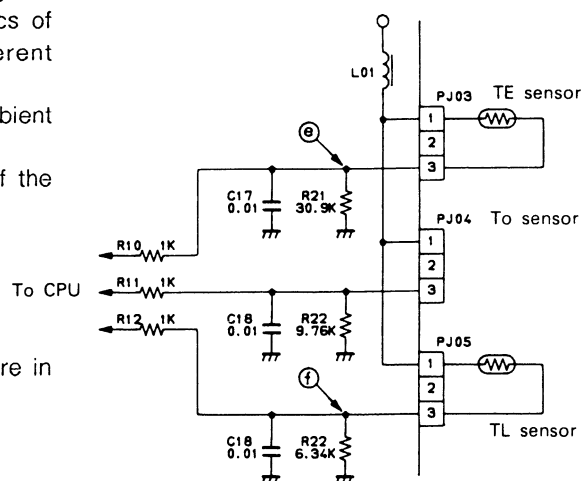 cs of
erent
bient
f the
re in
L01
PJ03
TE sensor
1
2
3
e
C17
0.01
R21
30.9K
PJ04
To sensor
1
2
3
R10 1K
To CPU
R11 1K
R12 1K
C18
0.01
R22
9.76K
PJ05
1
2
3
f
C18
0.01
R22
6.34K
TL sensor